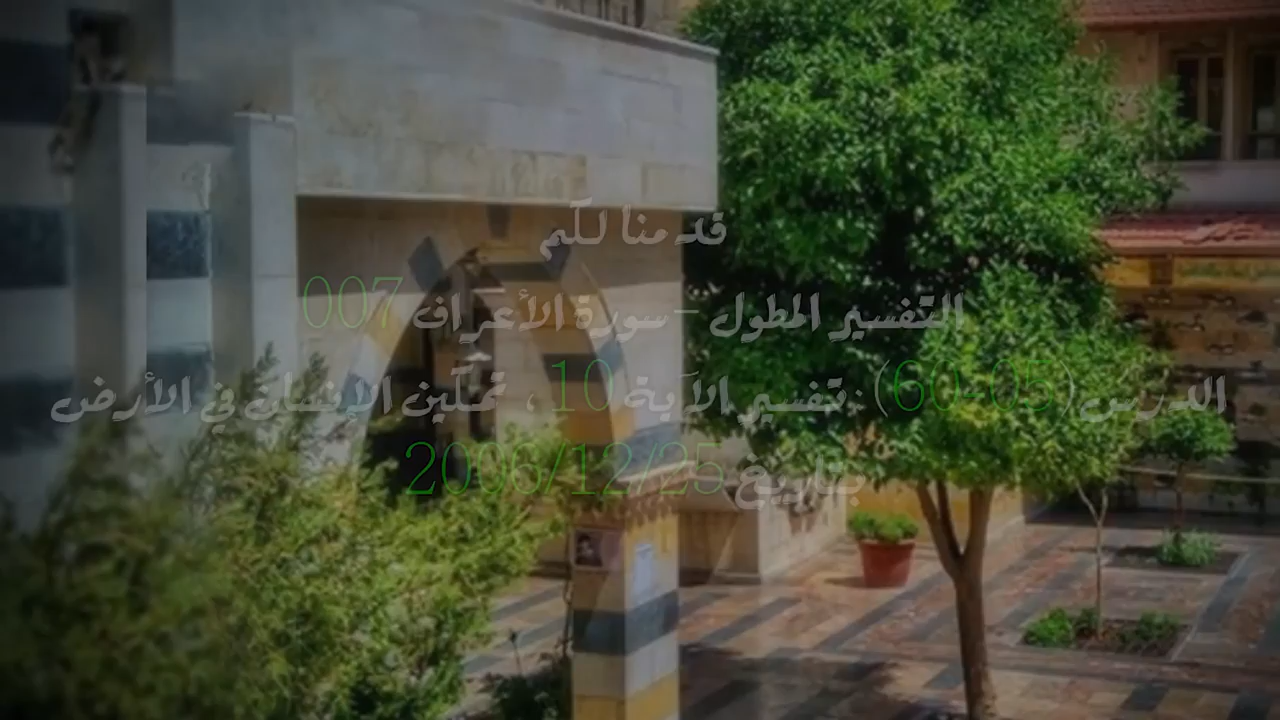 قدمنا لكم
التفسير المطول - سورة الأعراف 007
الدرس(05-60): تفسير الآية 10 ، تمكين الإنسان في الأرض
بتاريخ 2006/12/25